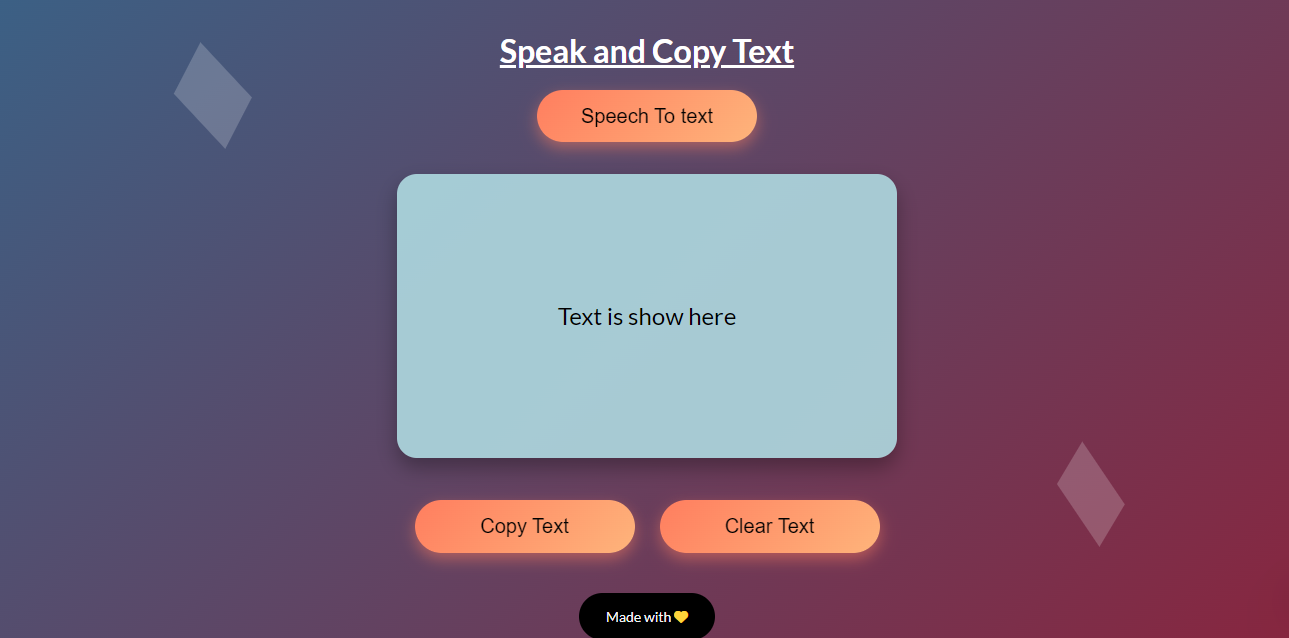 Speak and Copy Text
Speech To text
Text is show here
Copy Text
Clear Text
Made with 💛